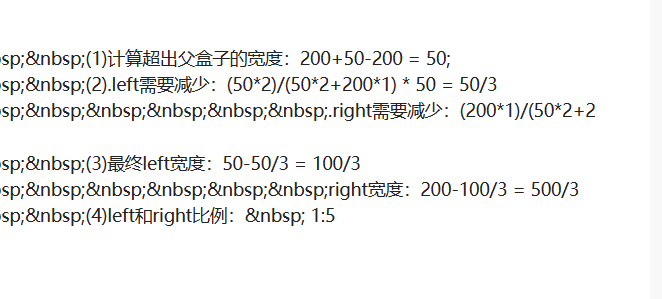 sp;&nbsp;(1)计算超出父盒子的宽度：200+50-200 = 50;
sp;&nbsp;(2).left需要减少：(50*2)/(50*2+200*1) * 50 = 50/3
sp;&nbsp;&nbsp;&nbsp;&nbsp;&nbsp;.right需要减少：(200*1)/(50*2+2
sp;&nbsp;(3)最终left宽度：50-50/3 = 100/3
sp;&nbsp;&nbsp;&nbsp;&nbsp;&nbsp;right宽度：200-100/3 = 500/3
sp;&nbsp;(4)left和right比例：&nbsp; 1:5